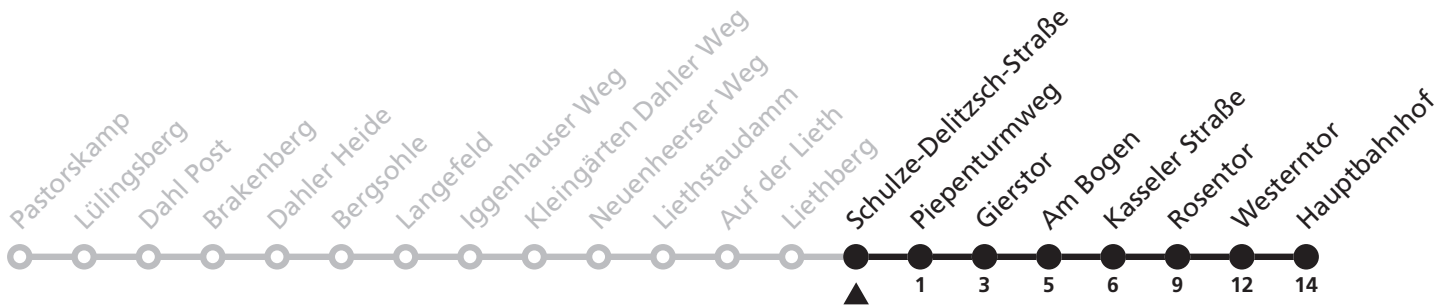 Pastorskamp
Lülingsberg
Dahl Post
Brakenberg
Dahler Heide
Bergsohle
Langefeld
Iggenhauser Weg
Kleingärten Dahler Weg
Neuenheerser Weg
Liethstaudamm
Auf der Lieth
Liethberg
Schulze-Delitzsch-Straße
Piepenturmweg
Gierstor
Am Bogen
Kasseler Straße
Rosentor
Westerntor
Hauptbahnhof
1 3 5 6 9 12 14